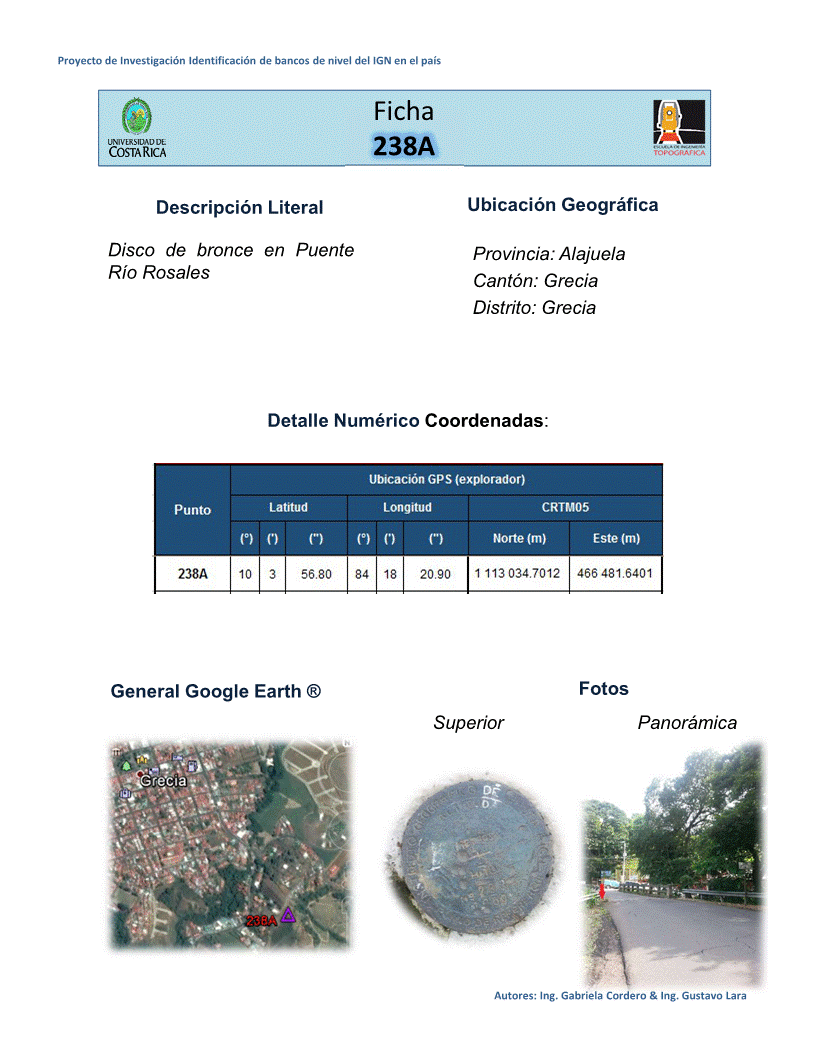 Proyecto de Investigación Identificación de bancos de nivel del IGN en el país
UNIVERSIDAD DE
COSTA RICA
Ficha
238A
ESCUELA DE INGENIERÍA
TOPOGRÁFICA
Descripción Literal
Disco de bronce en Puente
Río Rosales
Ubicación Geográfica
Provincia: Alajuela
Cantón: Grecia
Distrito: Grecia
Detalle Numérico Coordenadas:
Punto
Ubicación GPS (explorador)
Latitud Longitud CRTM05
(°) (') (") (°) (') (") Norte (m) Este (m)
238A 10 3 56.80 84 18 20.90 1 113 034.7012 466 481.6401
General Google Earth ®
Fotos
Superior
Panorámica
Grecia
238A
DE
DT
Autores: Ing. Gabriela Cordero & Ing. Gustavo Lara